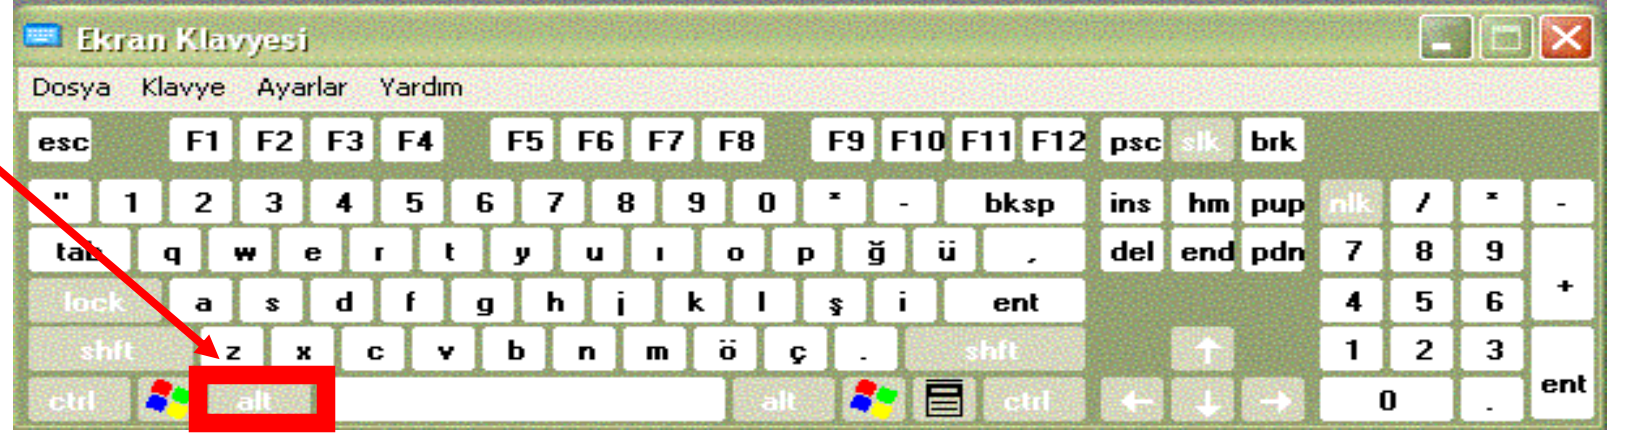 Ekran Klavyesi
Dosya Klavye Ayarlar Yardım
esc F1 F2 F3 F4 F5 F6 F7 F8 F9 F10 F11 F12 psc slk brk
" 1 2 3 4 5 6 7 8 9 0 * - bksp ins hm pup nlk / * -
tab q w e r t y u ı o p ğ ü , del end pdn 7 8 9 +
lock a s d f g h j k l ş i ent 4 5 6
shft z x c v b n m ö ç . shft ↑ 1 2 3 ent
ctrl alt alt ctrl ← ↓ → 0 .